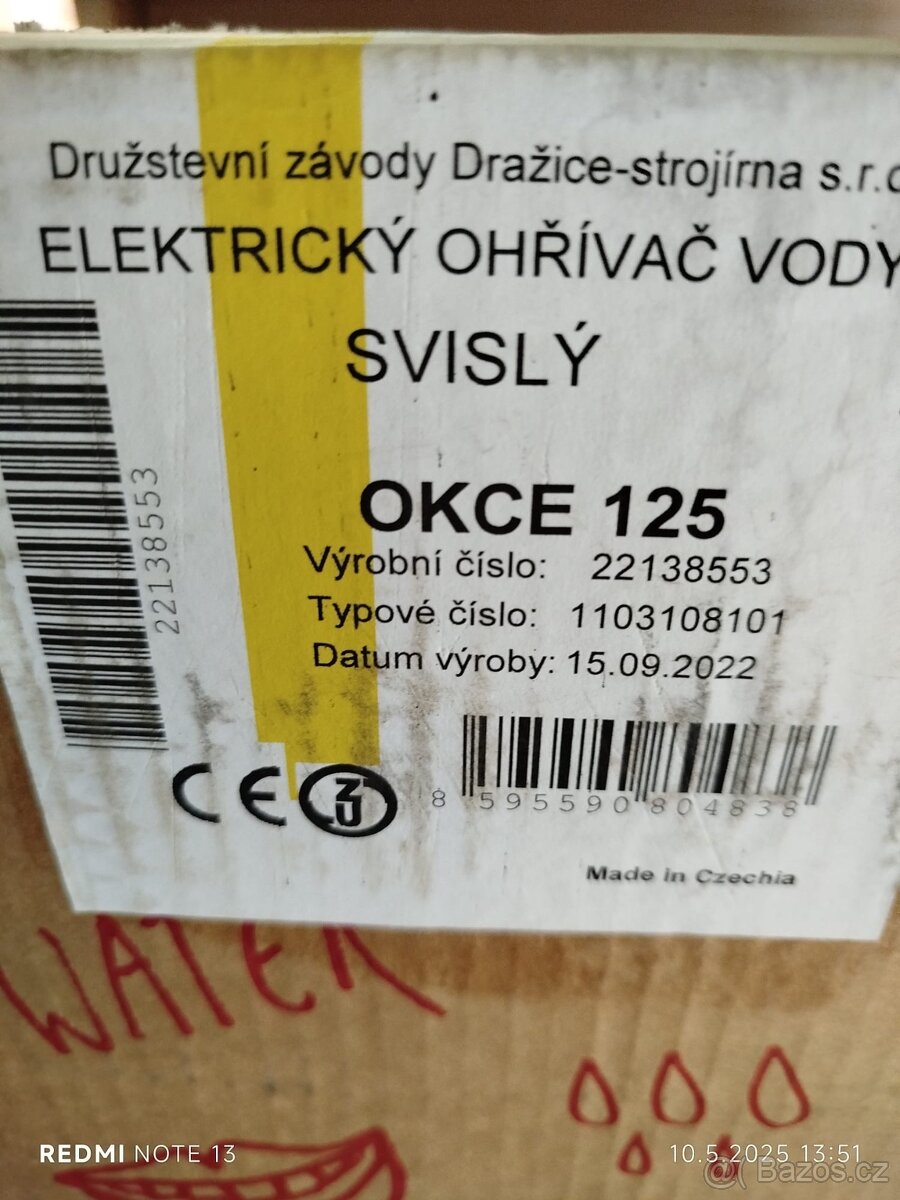 Družstevní závody Dražice-strojírna s.r.o
ELEKTRICKÝ OHŘÍVAČ VODY
SVISLÝ
OKCE 125
Výrobní číslo: 22138553
Typové číslo: 1103108101
Datum výroby: 15.09.2022
22138553
CE ZU
8 595590 804838
Made in Czechia
WATER
REDMI NOTE 13
10.5.2025 13:51
Bazoš.cz